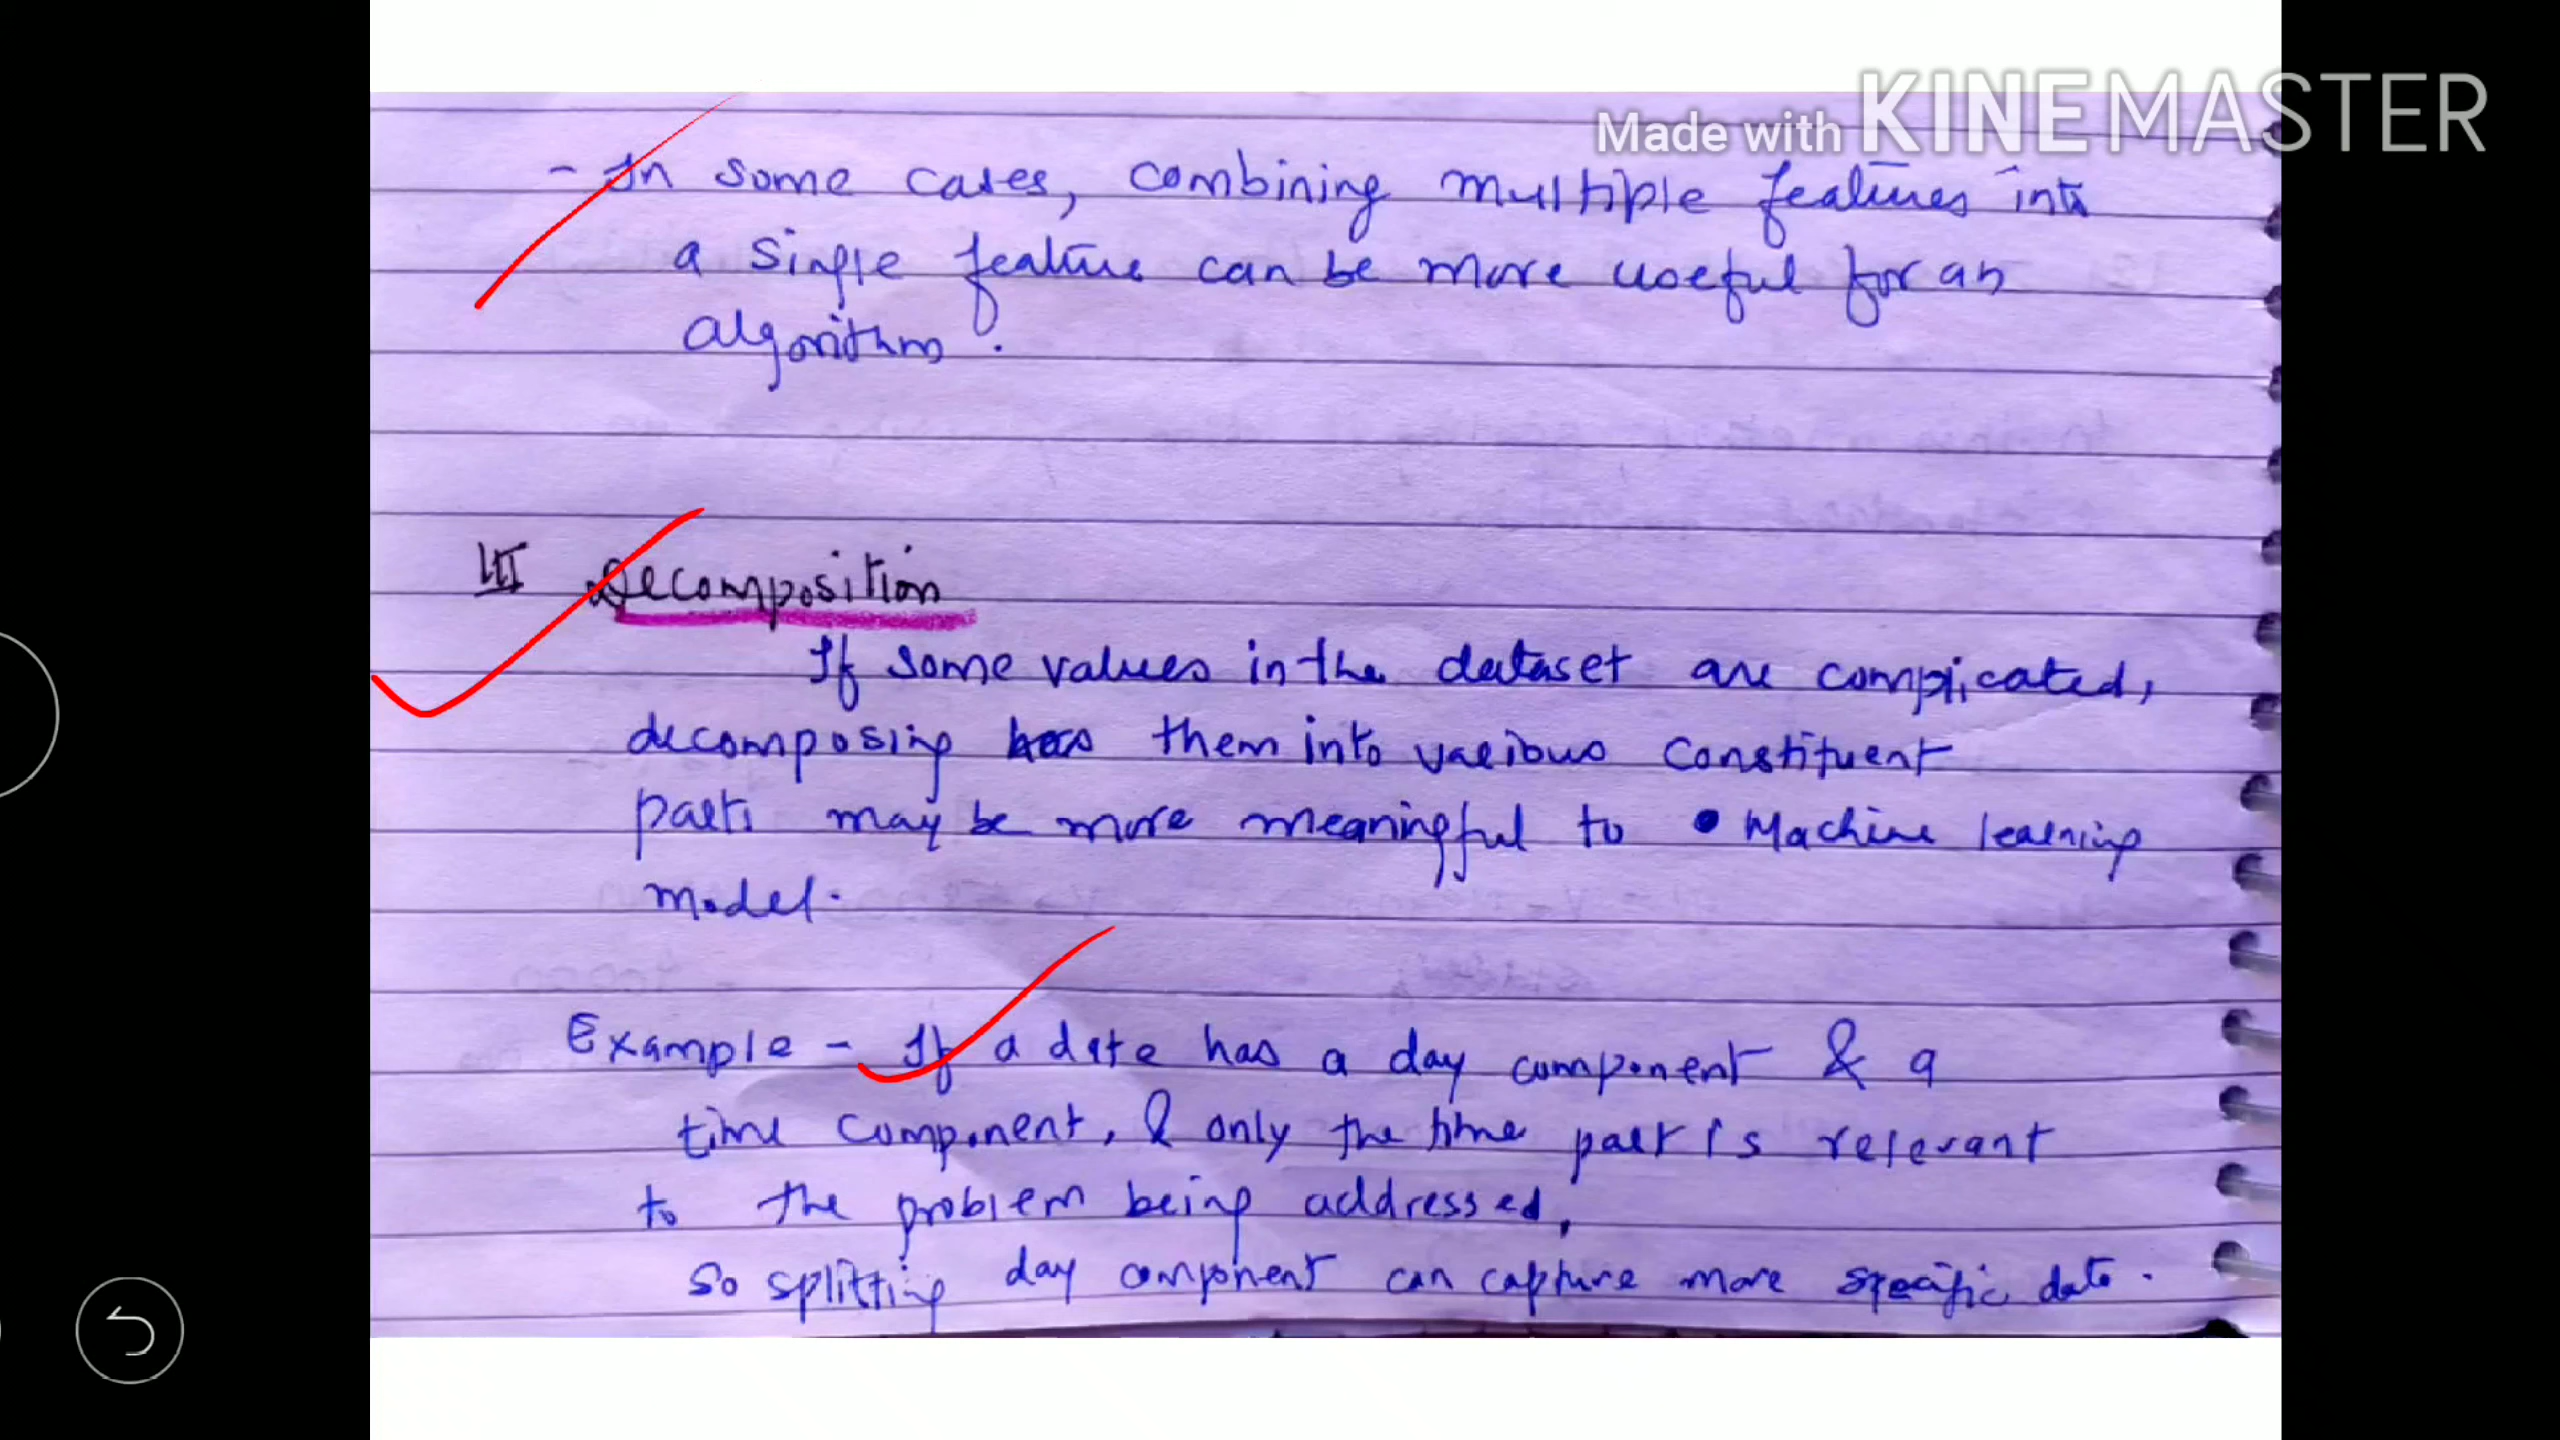 Made with KINEMASTER
- In some cases, combining multiple features into
a single feature can be more useful for an
algorithm.
III Decomposition
If some values in the dataset are complicated,
decomposing them into various constituent
parts may be more meaningful to Machine learning
model.
Example - If a date has a day component & a
time component, & only the time part is relevant
to the problem being addressed,
so splitting day component can capture more specific data.